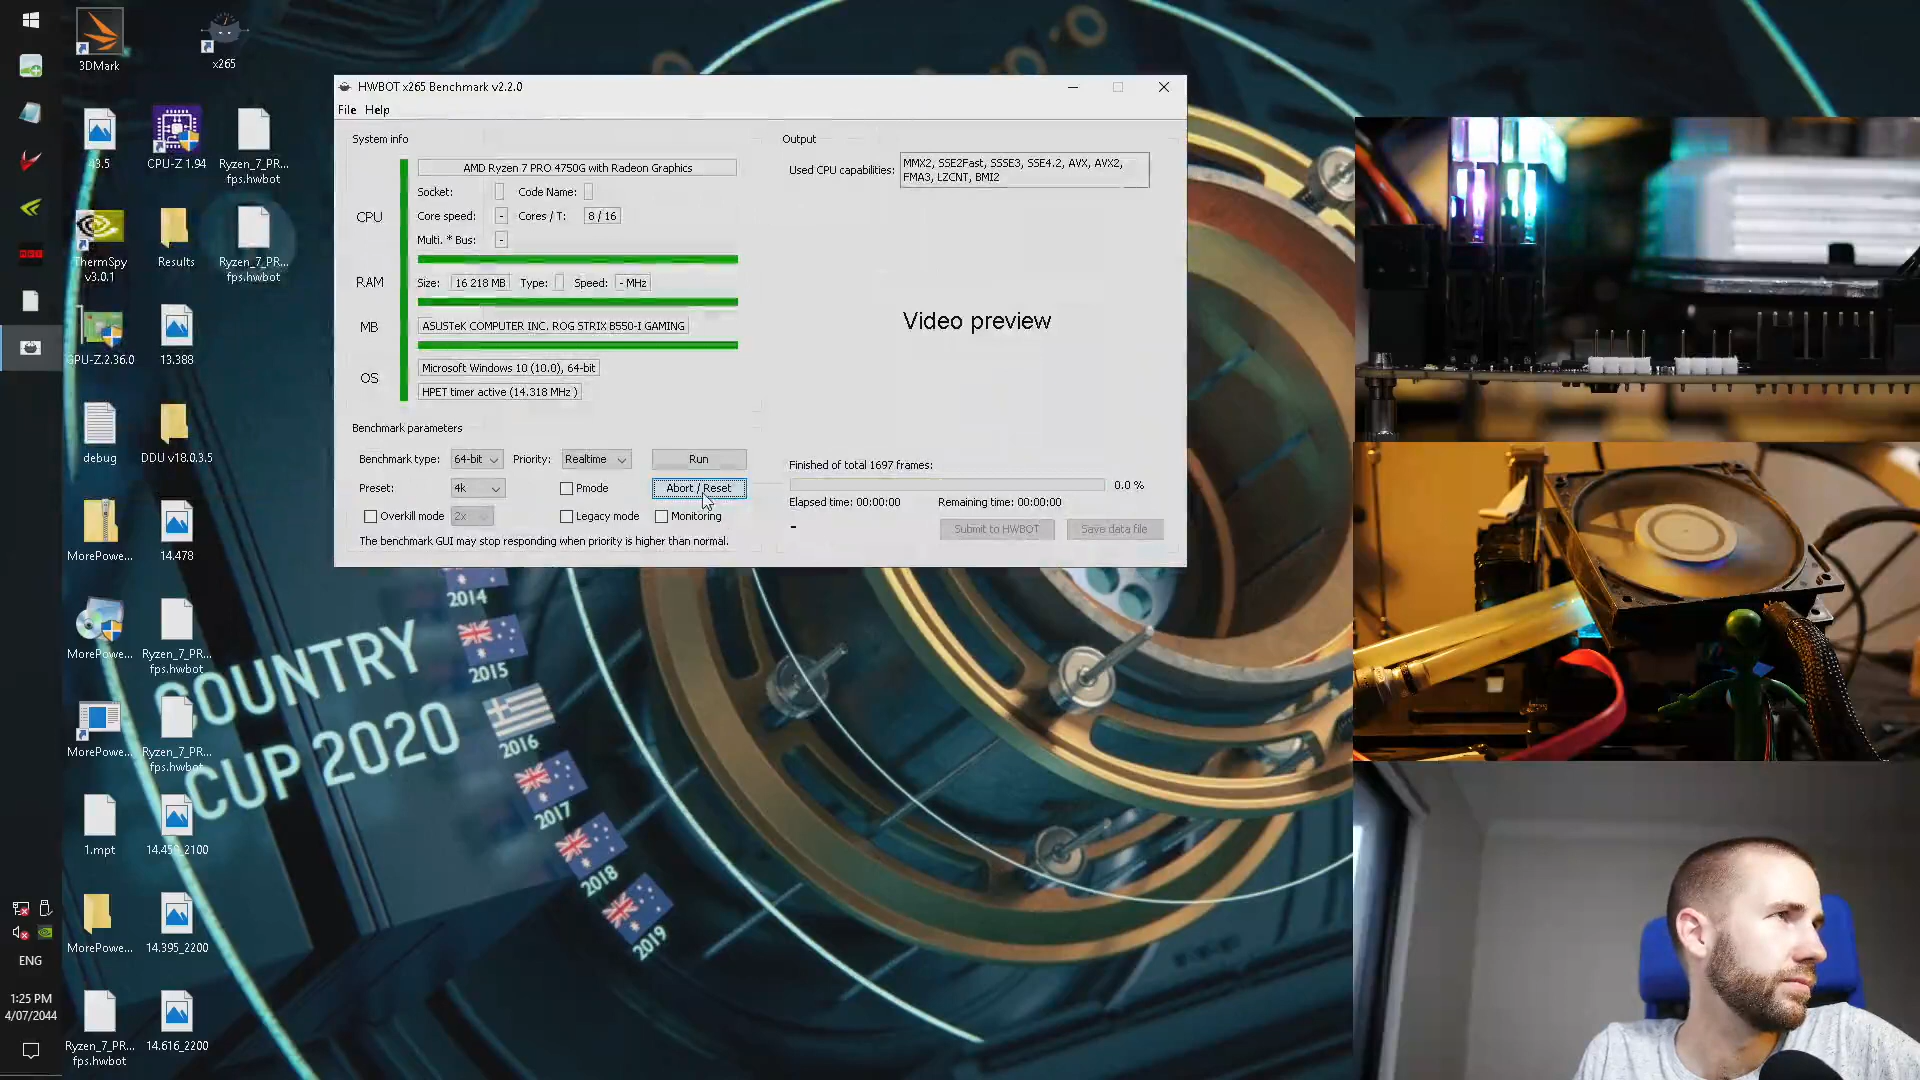 3DMark
x265
43.5
CPU-Z 1.94
Ryzen_7_PR...
fps.hwbot
ThermSpy
v3.0.1
Results
Ryzen_7_PR...
fps.hwbot
GPU-Z.2.36.0
13.388
debug
DDU v18.0.3.5
MorePowe...
14.478
MorePowe...
Ryzen_7_PR...
fps.hwbot
MorePowe...
Ryzen_7_PR...
fps.hwbot
1.mpt
14.459_2100
MorePowe...
14.395_2200
Ryzen_7_PR...
fps.hwbot
14.616_2200
ENG
1:25 PM
4/07/2044
HWBOT x265 Benchmark v2.2.0
File Help
System info
CPU
AMD Ryzen 7 PRO 4750G with Radeon Graphics
Socket: Code Name:
Core speed: - Cores / T: 8 / 16
Multi. * Bus: -
RAM
Size: 16 218 MB Type: Speed: - MHz
MB
ASUSTeK COMPUTER INC. ROG STRIX B550-I GAMING
OS
Microsoft Windows 10 (10.0), 64-bit
HPET timer active (14.318 MHz )
Benchmark parameters
Benchmark type: 64-bit Priority: Realtime Run
Preset: 4k Pmode Abort / Reset
Overkill mode 2x Legacy mode Monitoring
The benchmark GUI may stop responding when priority is higher than normal.
Output
Used CPU capabilities:
MMX2, SSE2Fast, SSSE3, SSE4.2, AVX, AVX2,
FMA3, LZCNT, BMI2
Video preview
Finished of total 1697 frames:
0.0 %
Elapsed time: 00:00:00 Remaining time: 00:00:00
-
Submit to HWBOT Save data file
COUNTRY
CUP 2020
2014
2015
2016
2017
2018
2019